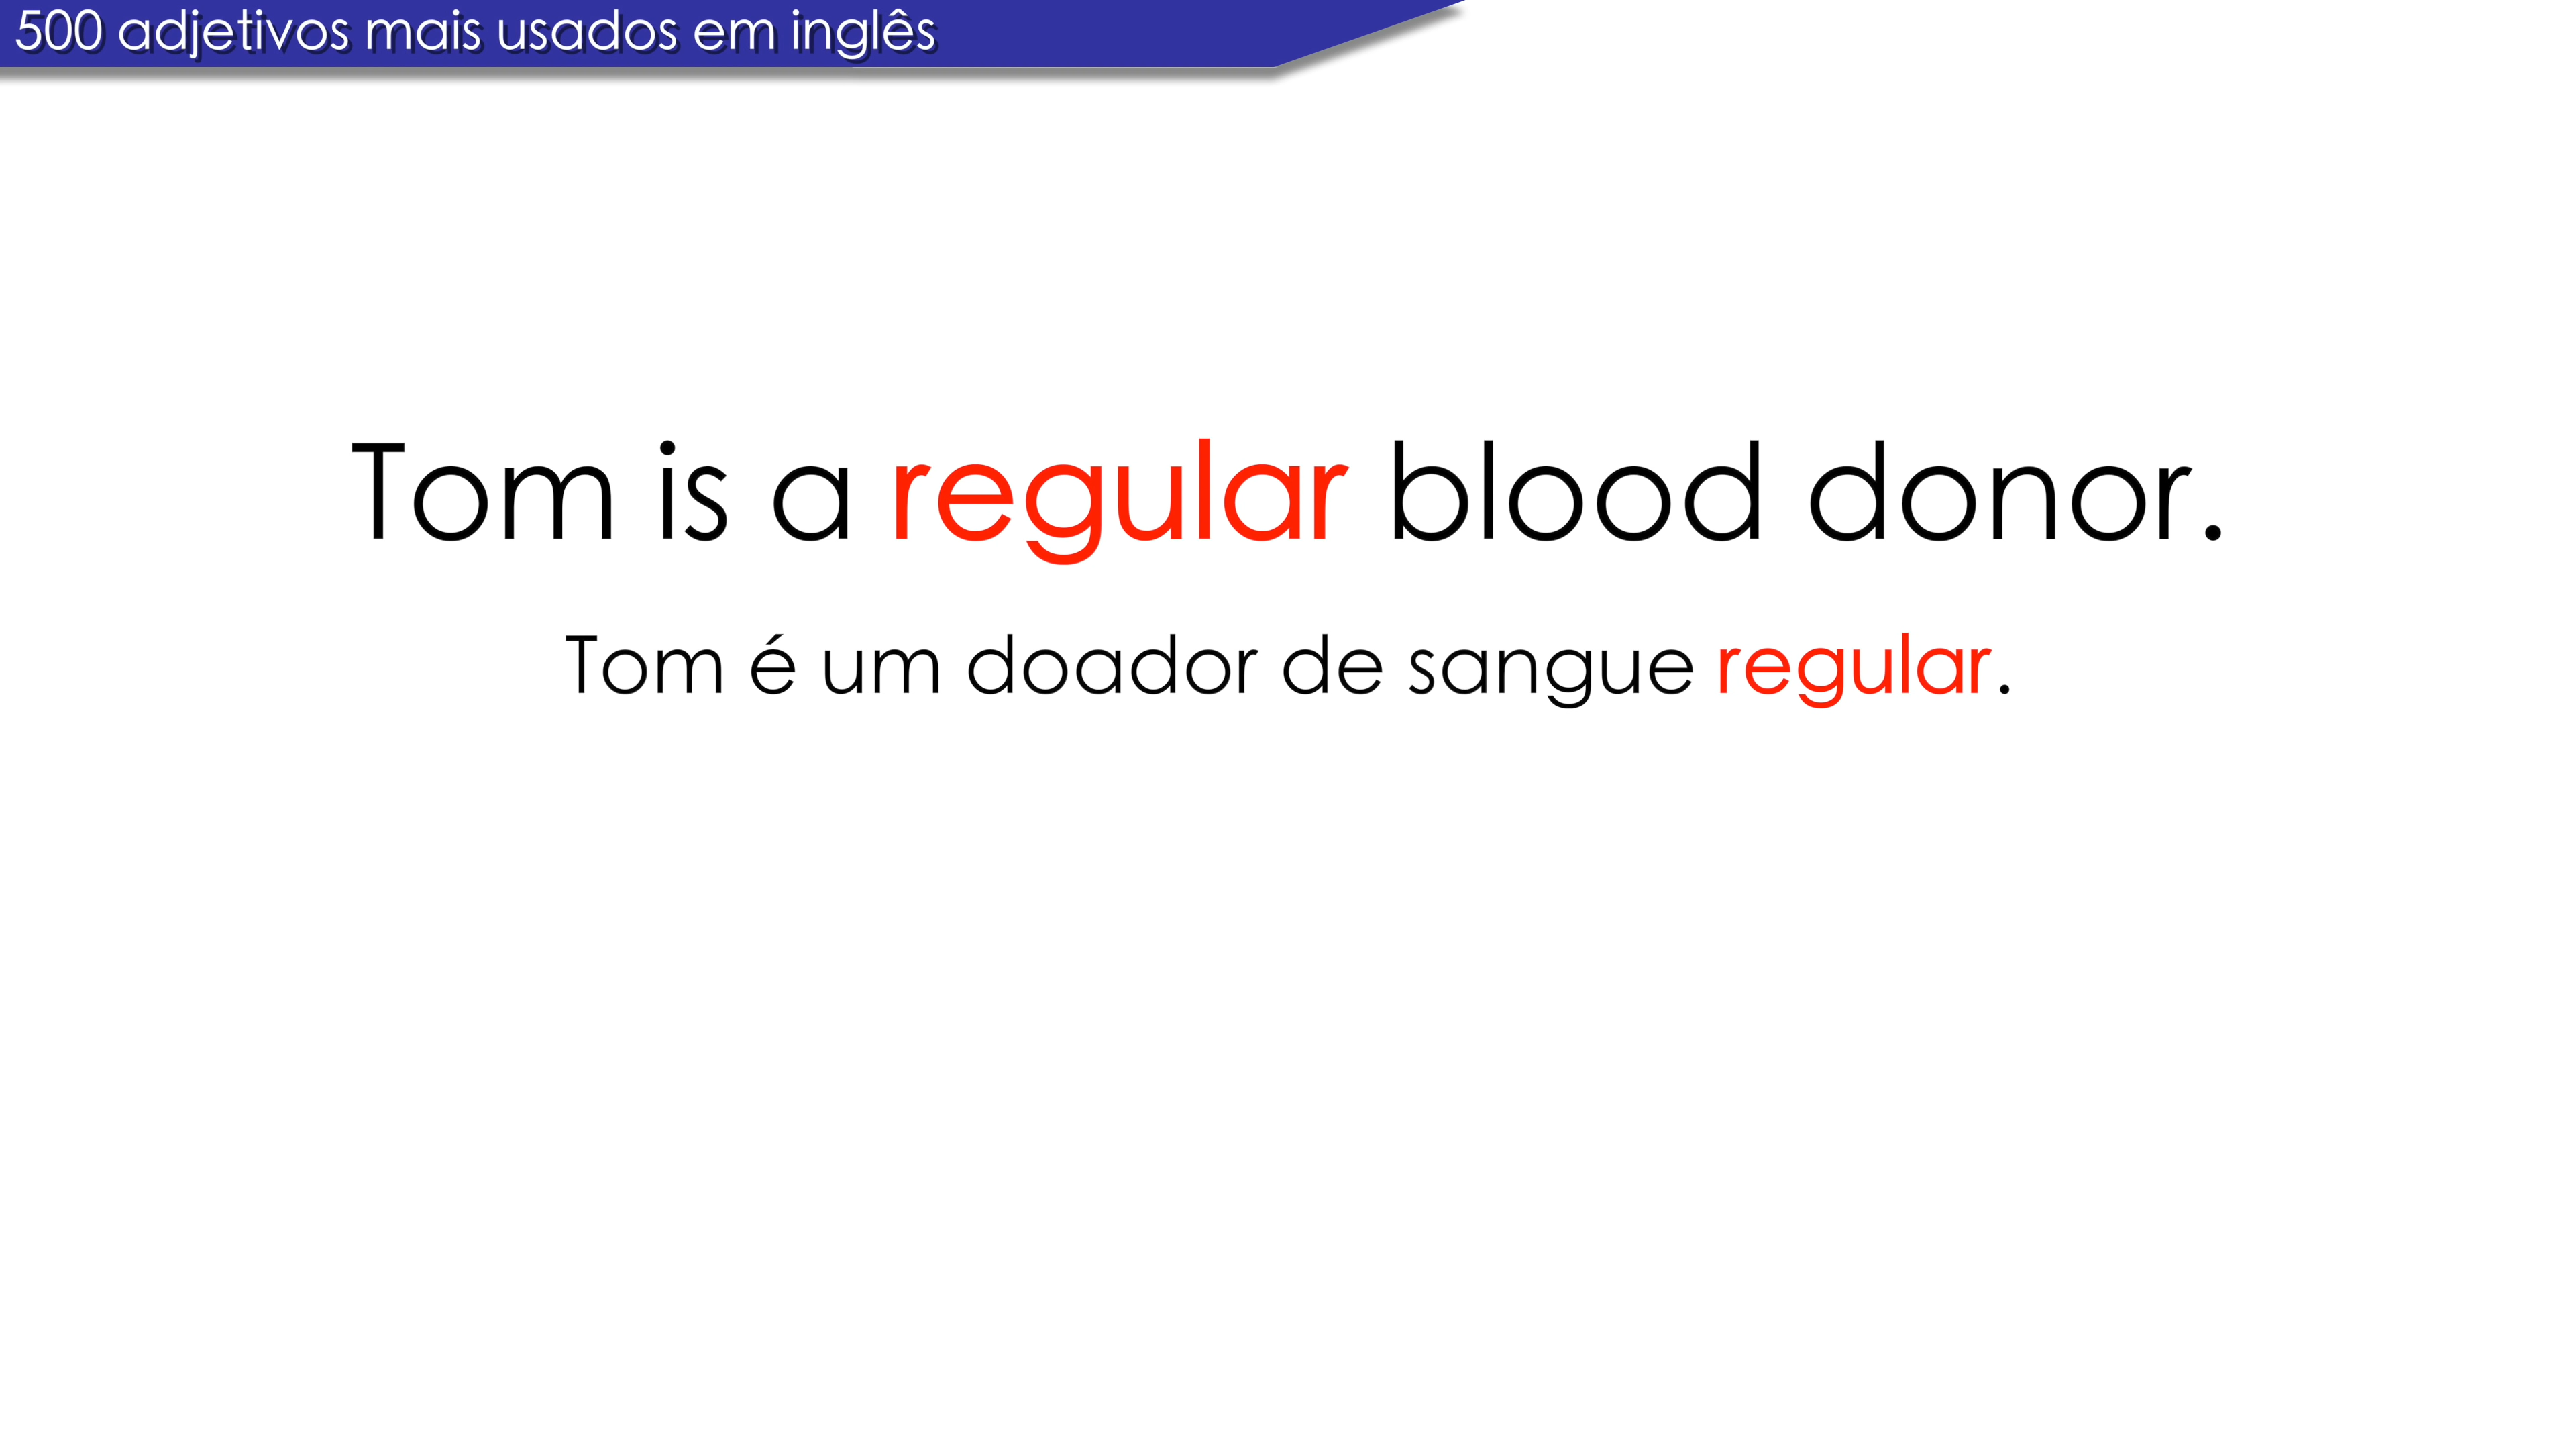 500 adjetivos mais usados em inglês
Tom is a regular blood donor.
Tom é um doador de sangue regular.